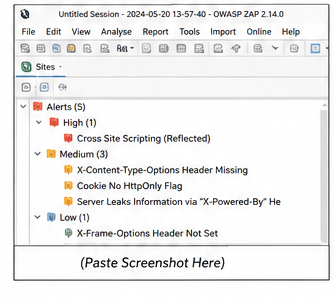 Untitled Session - 2024-05-20 13-57-40 - OWASP ZAP 2.14.0
File Edit View Analyse Report Tools Import Online Help
Sites
Alerts (5)
High (1)
Cross Site Scripting (Reflected)
Medium (3)
X-Content-Type-Options Header Missing
Cookie No HttpOnly Flag
Server Leaks Information via "X-Powered-By" He
Low (1)
X-Frame-Options Header Not Set
(Paste Screenshot Here)